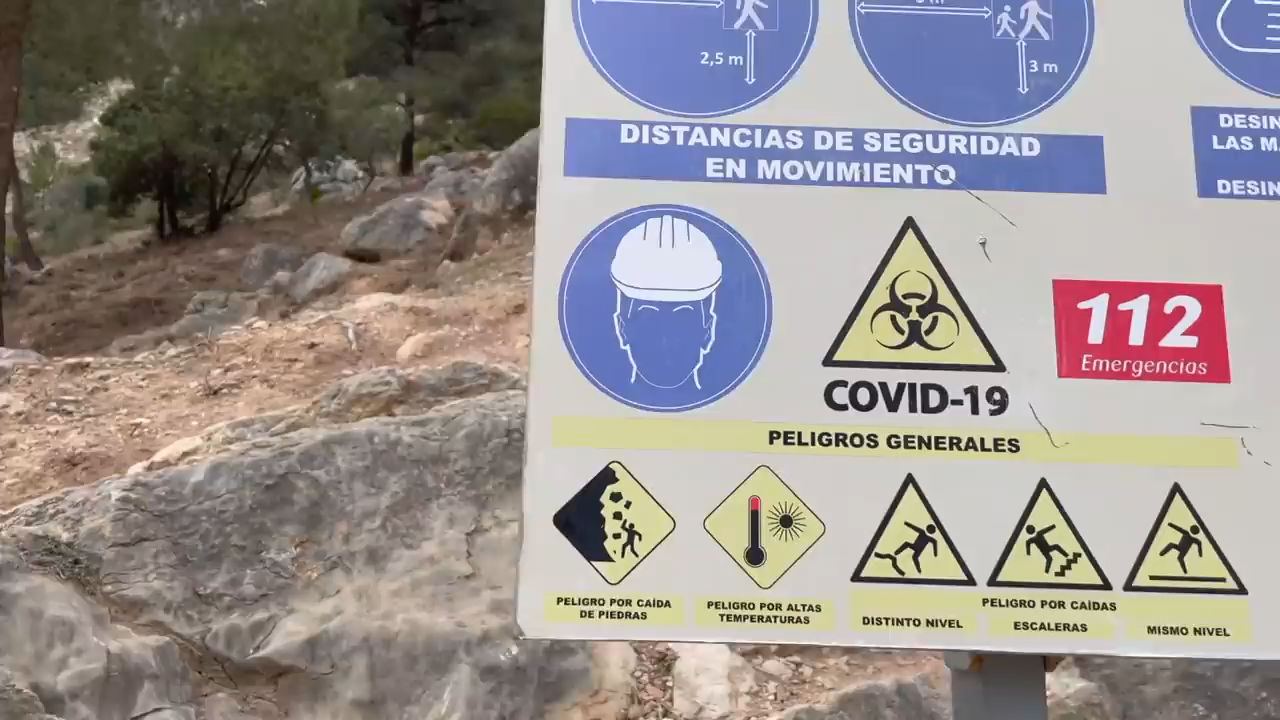 2,5 m
3 m
DISTANCIAS DE SEGURIDAD
EN MOVIMIENTO
LAS
112
Emergencias
COVID-19
PELIGROS GENERALES
PELIGRO POR CAÍDA
DE PIEDRAS
PELIGRO POR ALTAS
TEMPERATURAS
PELIGRO POR CAÍDAS
DISTINTO NIVEL
ESCALERAS
MISMO NIVEL